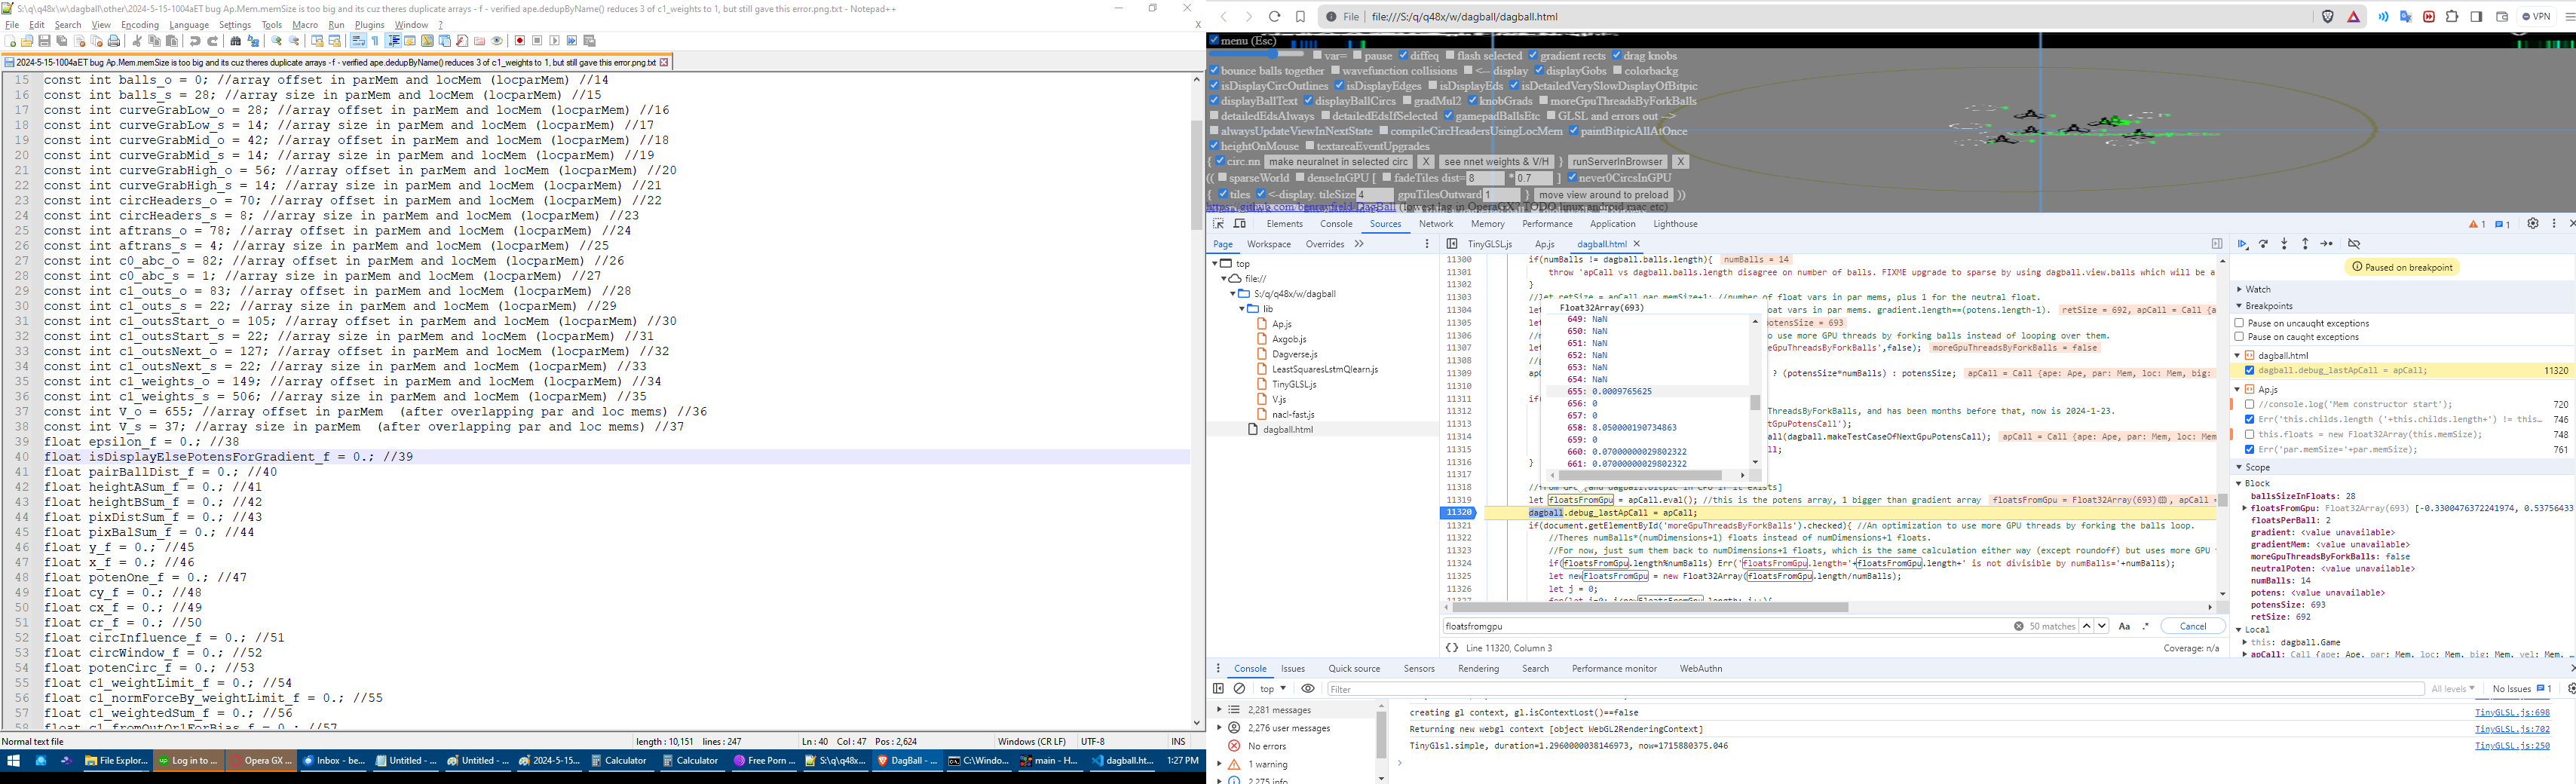 S:\q\q48x\w\dagball\other\2024-5-15-1004aET bug Ap.Mem.memSize is too big and its cuz theres duplicate arrays - f - verified ape.dedupByName() reduces 3 of c1_weights to 1, but still gave this error.png.txt - Notepad++
File Edit Search View Encoding Language Settings Tools Macro Run Plugins Window ?
2024-5-15-1004aET bug Ap.Mem.memSize is too big and its cuz theres duplicate arrays - f - verified ape.dedupByName() reduces 3 of c1_weights to 1, but still gave this error.png.txt
15 const int balls_o = 0; //array offset in parMem and locMem (locparMem) //14
16 const int balls_s = 28; //array size in parMem and locMem (locparMem) //15
17 const int curveGrabLow_o = 28; //array offset in parMem and locMem (locparMem) //16
18 const int curveGrabLow_s = 14; //array size in parMem and locMem (locparMem) //17
19 const int curveGrabMid_o = 42; //array offset in parMem and locMem (locparMem) //18
20 const int curveGrabMid_s = 14; //array size in parMem and locMem (locparMem) //19
21 const int curveGrabHigh_o = 56; //array offset in parMem and locMem (locparMem) //20
22 const int curveGrabHigh_s = 14; //array size in parMem and locMem (locparMem) //21
23 const int circHeaders_o = 70; //array offset in parMem and locMem (locparMem) //22
24 const int circHeaders_s = 8; //array size in parMem and locMem (locparMem) //23
25 const int aftrans_o = 78; //array offset in parMem and locMem (locparMem) //24
26 const int aftrans_s = 4; //array size in parMem and locMem (locparMem) //25
27 const int c0_abc_o = 82; //array offset in parMem and locMem (locparMem) //26
28 const int c0_abc_s = 1; //array size in parMem and locMem (locparMem) //27
29 const int c1_outs_o = 83; //array offset in parMem and locMem (locparMem) //28
30 const int c1_outs_s = 22; //array size in parMem and locMem (locparMem) //29
31 const int c1_outsStart_o = 105; //array offset in parMem and locMem (locparMem) //30
32 const int c1_outsStart_s = 22; //array size in parMem and locMem (locparMem) //31
33 const int c1_outsNext_o = 127; //array offset in parMem and locMem (locparMem) //32
34 const int c1_outsNext_s = 22; //array size in parMem and locMem (locparMem) //33
35 const int c1_weights_o = 149; //array offset in parMem and locMem (locparMem) //34
36 const int c1_weights_s = 506; //array size in parMem and locMem (locparMem) //35
37 const int V_o = 655; //array offset in parMem (after overlapping par and loc mems) //36
38 const int V_s = 37; //array size in parMem (after overlapping par and loc mems) //37
39 float epsilon_f = 0.; //38
40 float isDisplayElsePotensForGradient_f = 0.; //39
41 float pairBallDist_f = 0.; //40
42 float heightASum_f = 0.; //41
43 float heightBSum_f = 0.; //42
44 float pixDistSum_f = 0.; //43
45 float pixBalSum_f = 0.; //44
46 float y_f = 0.; //45
47 float x_f = 0.; //46
48 float potenOne_f = 0.; //47
49 float cy_f = 0.; //48
50 float cx_f = 0.; //49
51 float cr_f = 0.; //50
52 float circInfluence_f = 0.; //51
53 float circWindow_f = 0.; //52
54 float potenCirc_f = 0.; //53
55 float c1_weightLimit_f = 0.; //54
56 float c1_normForceBy_weightLimit_f = 0.; //55
57 float c1_weightedSum_f = 0.; //56
58 float c1_fromOutOr1ForBias_f = 0.; //57
Normal text file length : 10,151 lines : 247 Ln : 40 Col : 47 Pos : 2,624 Windows (CR LF) UTF-8 INS
File Explor... Log in to ... Opera GX ... Inbox - be... Untitled - ... Untitled - ... 2024-5-15... Calculator Calculator Free Porn ... S:\q\q48x... DagBall - ... C:\Windo... main - H... dagball.ht... 1:27 PM
File file:///S:/q/q48x/w/dagball/dagball.html VPN
menu (Esc)
var= pause diffeq flash selected gradient rects drag knobs
bounce balls together wavefunction collisions <-- display displayGobs colorbackg
isDisplayCircOutlines isDisplayEdges isDisplayEds isDetailedVerySlowDisplayOfBitpic
displayBallText displayBallCircs gradMul2 knobGrads moreGpuThreadsByForkBalls
detailedEdsAlways detailedEdsIfSelected gamepadBallsEtc GLSL and errors out -->
alwaysUpdateViewInNextState compileCircHeadersUsingLocMem paintBitpicAllAtOnce
heightOnMouse textareaEventUpgrades
{ circ.nn make neuralnet in selected circ X see nnet weights & V/H } runServerInBrowser X
(( sparseWorld denseInGPU [ fadeTiles dist= 8 * 0.7 ] never0CircsInGPU
{ tiles <-display tileSize 4 gpuTilesOutward 1 } move view around to preload ))
https://github.com/benrayfield/DagBall (lowest lag in OperaGX? TODO linux android mac etc)
Elements Console Sources Network Memory Performance Application Lighthouse 1 1
Page Workspace Overrides
top
file://
S:/q/q48x/w/dagball
lib
Ap.js
Axgob.js
Dagverse.js
LeastSquaresLstmQlearn.js
TinyGLSL.js
V.js
nacl-fast.js
dagball.html
TinyGLSL.js Ap.js dagball.html
11300 if(numBalls != dagball.balls.length){ numBalls = 14
11301 throw 'apCall vs dagball.balls.length disagree on number of balls. FIXME upgrade to sparse by using dagball.view.balls which will be a
11302 }
11303 //let retSize = apCall.par.memSize+1; //number of float vars in par mems, plus 1 for the neutral float.
11304 let oat vars in par mems. gradient.length==(potens.length-1). retSize = 692, apCall = Call {a
11305 let potensSize = 693
11306 //m o use more GPU threads by forking balls instead of looping over them.
11307 let eGpuThreadsByForkBalls',false); moreGpuThreadsByForkBalls = false
11308 //g
11309 apC ? (potensSize*numBalls) : potensSize; apCall = Call {ape: Ape, par: Mem, loc: Mem, big:
11310
11311 if(
11312 ThreadsByForkBalls, and has been months before that, now is 2024-1-23.
11313 tGpuPotensCall');
11314 all(dagball.makeTestCaseOfNextGpuPotensCall); apCall = Call {ape: Ape, par: Mem, loc: Mem
11315 ll;
11316 }
11317
11318
11319 let floatsFromGpu = apCall.eval(); //this is the potens array, 1 bigger than gradient array floatsFromGpu = Float32Array(693), apCall =
11320 dagball.debug_lastApCall = apCall;
11321 if(document.getElementById('moreGpuThreadsByForkBalls').checked){ //An optimization to use more GPU threads by forking the balls loop.
11322 //Theres numBalls*(numDimensions+1) floats instead of numDimensions+1 floats.
11323 //For now, just sum them back to numDimensions+1 floats, which is the same calculation either way (except roundoff) but uses more GPU
11324 if(floatsFromGpu.length%numBalls) Err('floatsFromGpu.length='+floatsFromGpu.length+' is not divisible by numBalls='+numBalls);
11325 let newFloatsFromGpu = new Float32Array(floatsFromGpu.length/numBalls);
11326 let j = 0;
Float32Array(693)
649: NaN
650: NaN
651: NaN
652: NaN
653: NaN
654: NaN
655: 0.0009765625
656: 0
657: 0
658: 8.050000190734863
659: 0
660: 0.07000000029802322
661: 0.07000000029802322
floatsfromgpu 50 matches Aa .* Cancel
{} Line 11320, Column 3 Coverage: n/a
Paused on breakpoint
Watch
Breakpoints
Pause on uncaught exceptions
Pause on caught exceptions
dagball.html
dagball.debug_lastApCall = apCall; 11320
Ap.js
//console.log('Mem constructor start'); 720
Err('this.childs.length ('+this.childs.length+') != this... 746
this.floats = new Float32Array(this.memSize); 748
Err('par.memSize='+par.memSize); 761
Scope
Block
ballsSizeInFloats: 28
floatsFromGpu: Float32Array(693) [-0.3300476372241974, 0.53756433
floatsPerBall: 2
gradient: <value unavailable>
gradientMem: <value unavailable>
moreGpuThreadsByForkBalls: false
neutralPoten: <value unavailable>
numBalls: 14
potens: <value unavailable>
potensSize: 693
retSize: 692
Local
this: dagball.Game
apCall: Call {ape: Ape, par: Mem, loc: Mem, big: Mem, vel: Mem,
Console Issues Quick source Sensors Rendering Search Performance monitor WebAuthn
top Filter All levels No Issues 1
2,281 messages
2,276 user messages
No errors
1 warning
2,275 info
creating gl context, gl.isContextLost()==false TinyGLSL.js:698
Returning new webgl context [object WebGL2RenderingContext] TinyGLSL.js:702
TinyGlsl.simple, duration=1.2960000038146973, now=1715880375.046 TinyGLSL.js:250